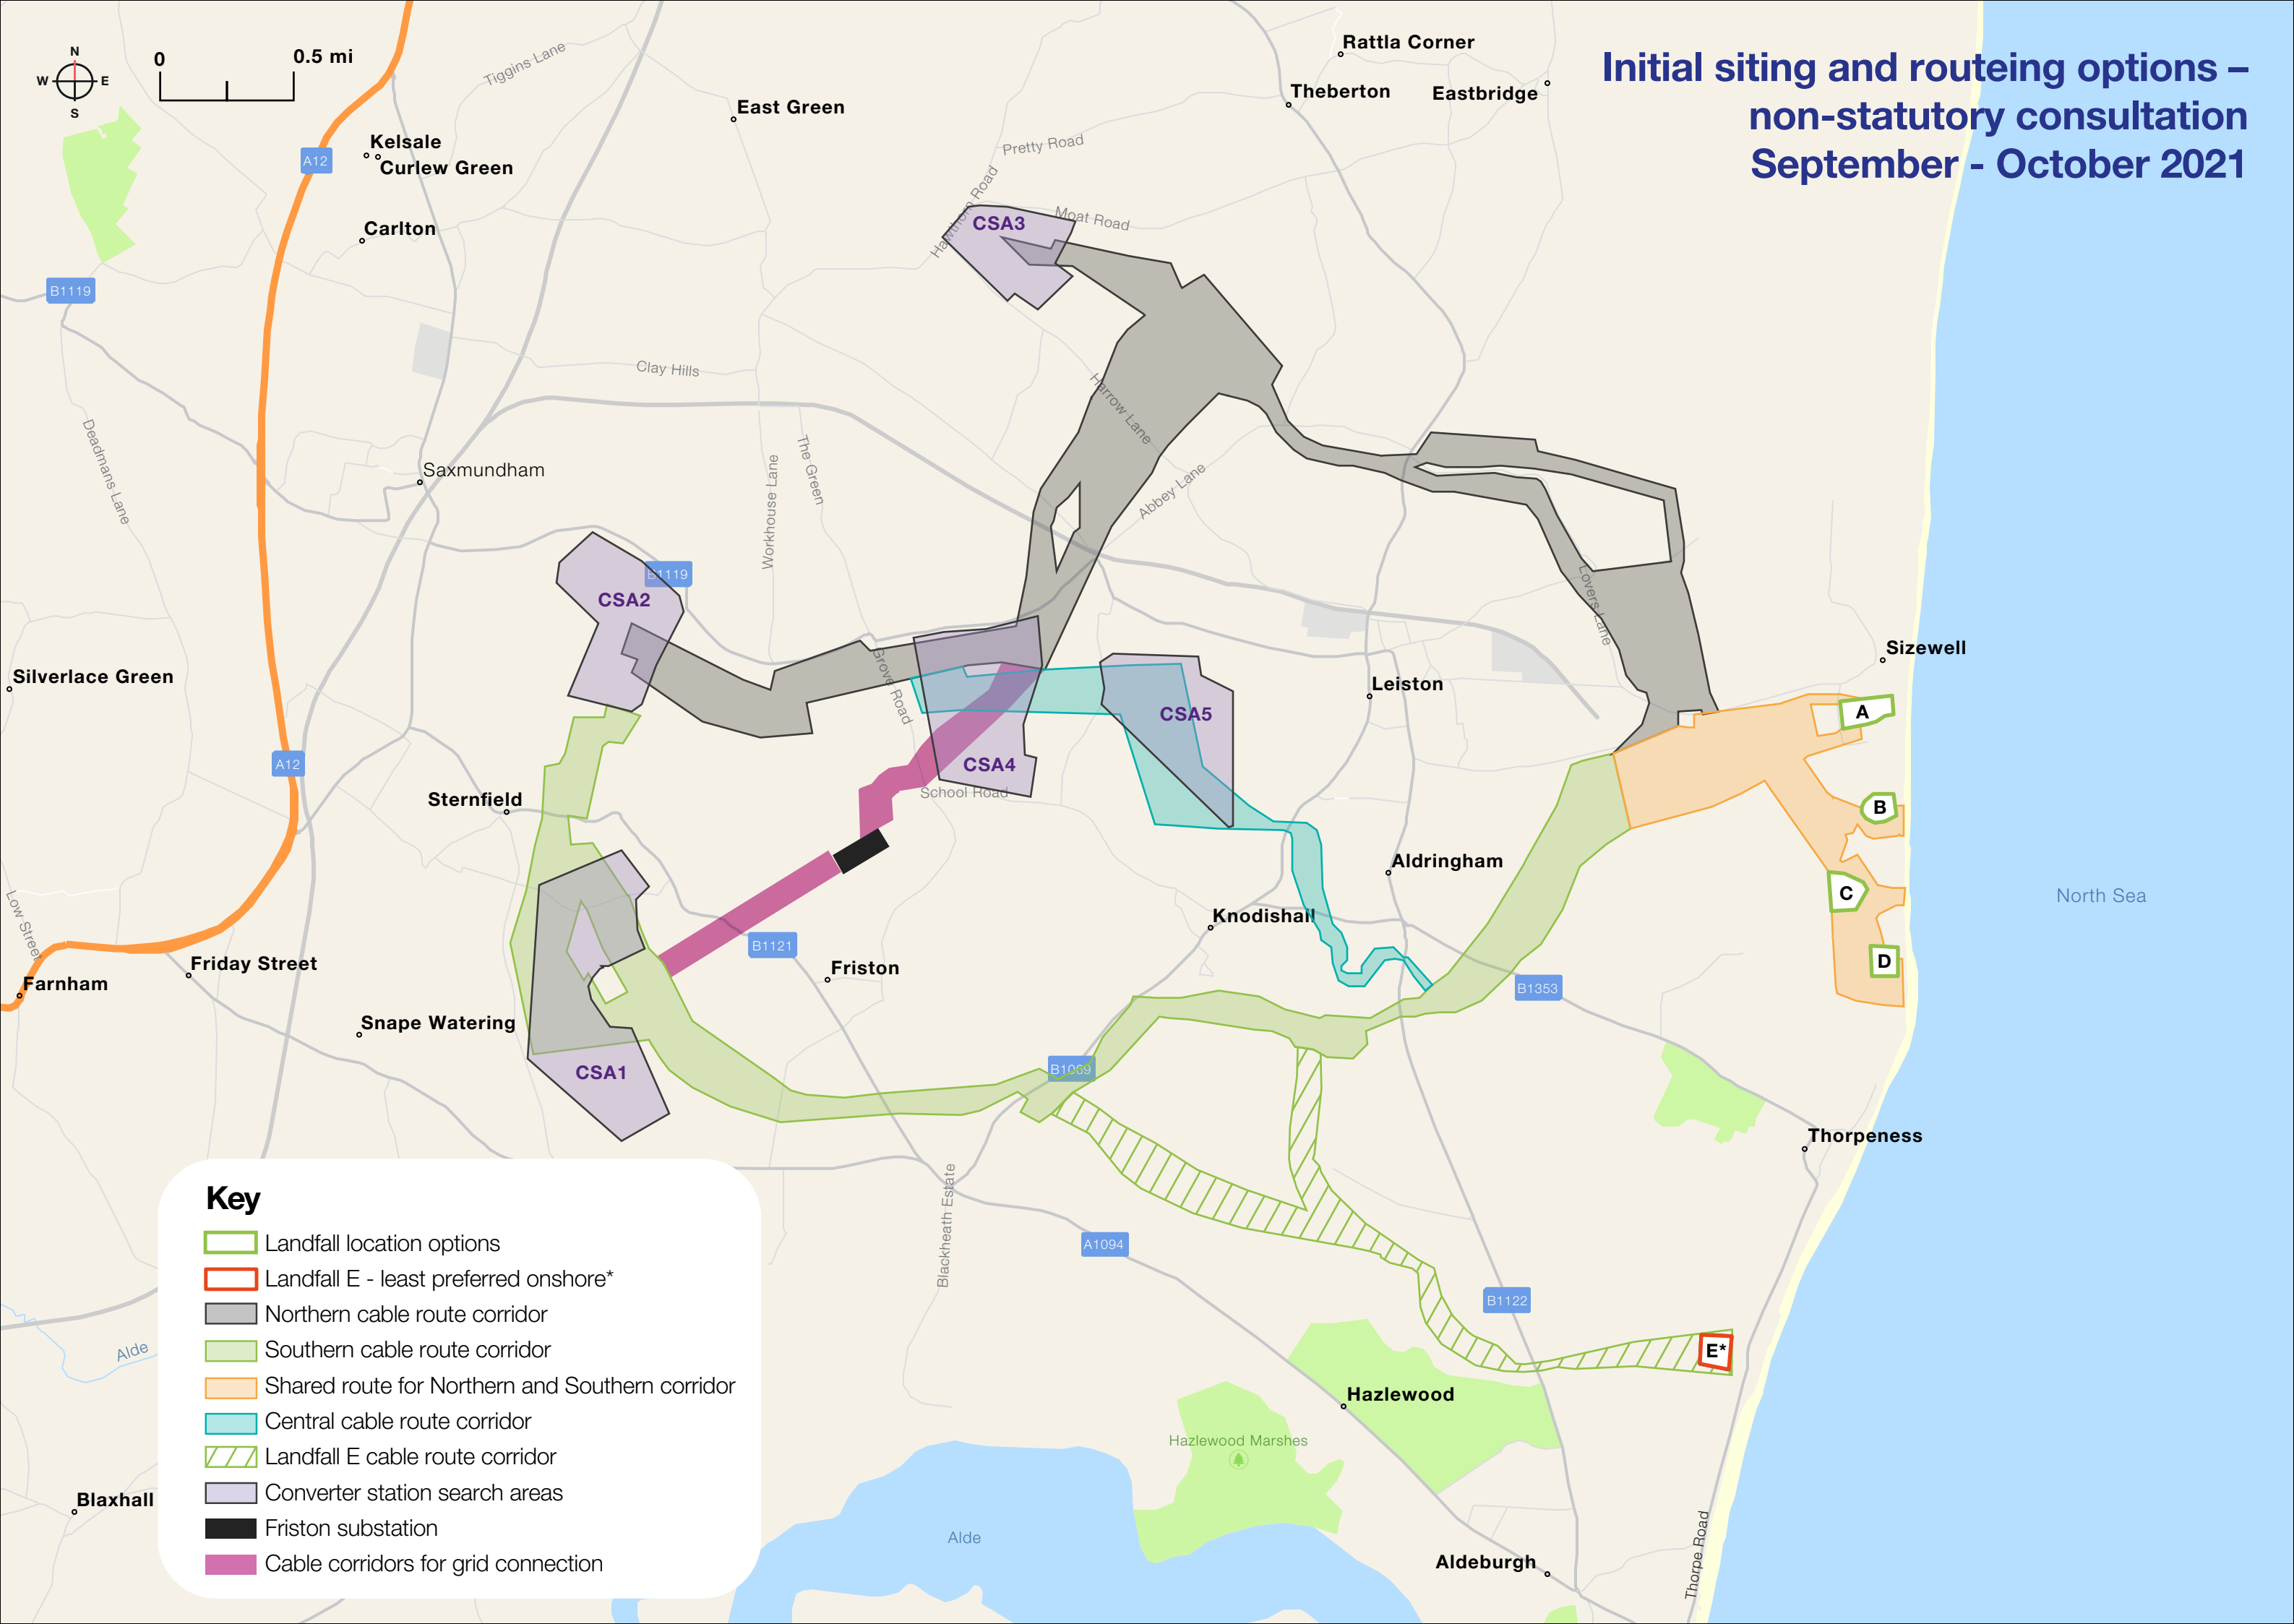 Initial siting and routeing options –
non-statutory consultation
September - October 2021
N
W E
S
0 0.5 mi
Tiggins Lane
East Green
Rattla Corner
Theberton
Eastbridge
Pretty Road
Kelsale
Curlew Green
A12
Carlton
Hawthorn Road
Moat Road
CSA3
B1119
Clay Hills
Harrow Lane
Deadmans Lane
Saxmundham
The Green
Workhouse Lane
Abbey Lane
B1119
CSA2
Lovers Lane
Sizewell
Silverlace Green
Grove Road
Leiston
CSA5
A
A12
CSA4
School Road
Sternfield
B
Aldringham
C
North Sea
Low Street
Knodishall
B1121
D
Friday Street
Friston
Farnham
B1353
Snape Watering
CSA1
B1069
Thorpeness
Blackheath Estate
A1094
B1122
E*
Alde
Hazlewood
Hazlewood Marshes
Blaxhall
Alde
Aldeburgh
Thorpe Road
Key
Landfall location options
Landfall E - least preferred onshore*
Northern cable route corridor
Southern cable route corridor
Shared route for Northern and Southern corridor
Central cable route corridor
Landfall E cable route corridor
Converter station search areas
Friston substation
Cable corridors for grid connection